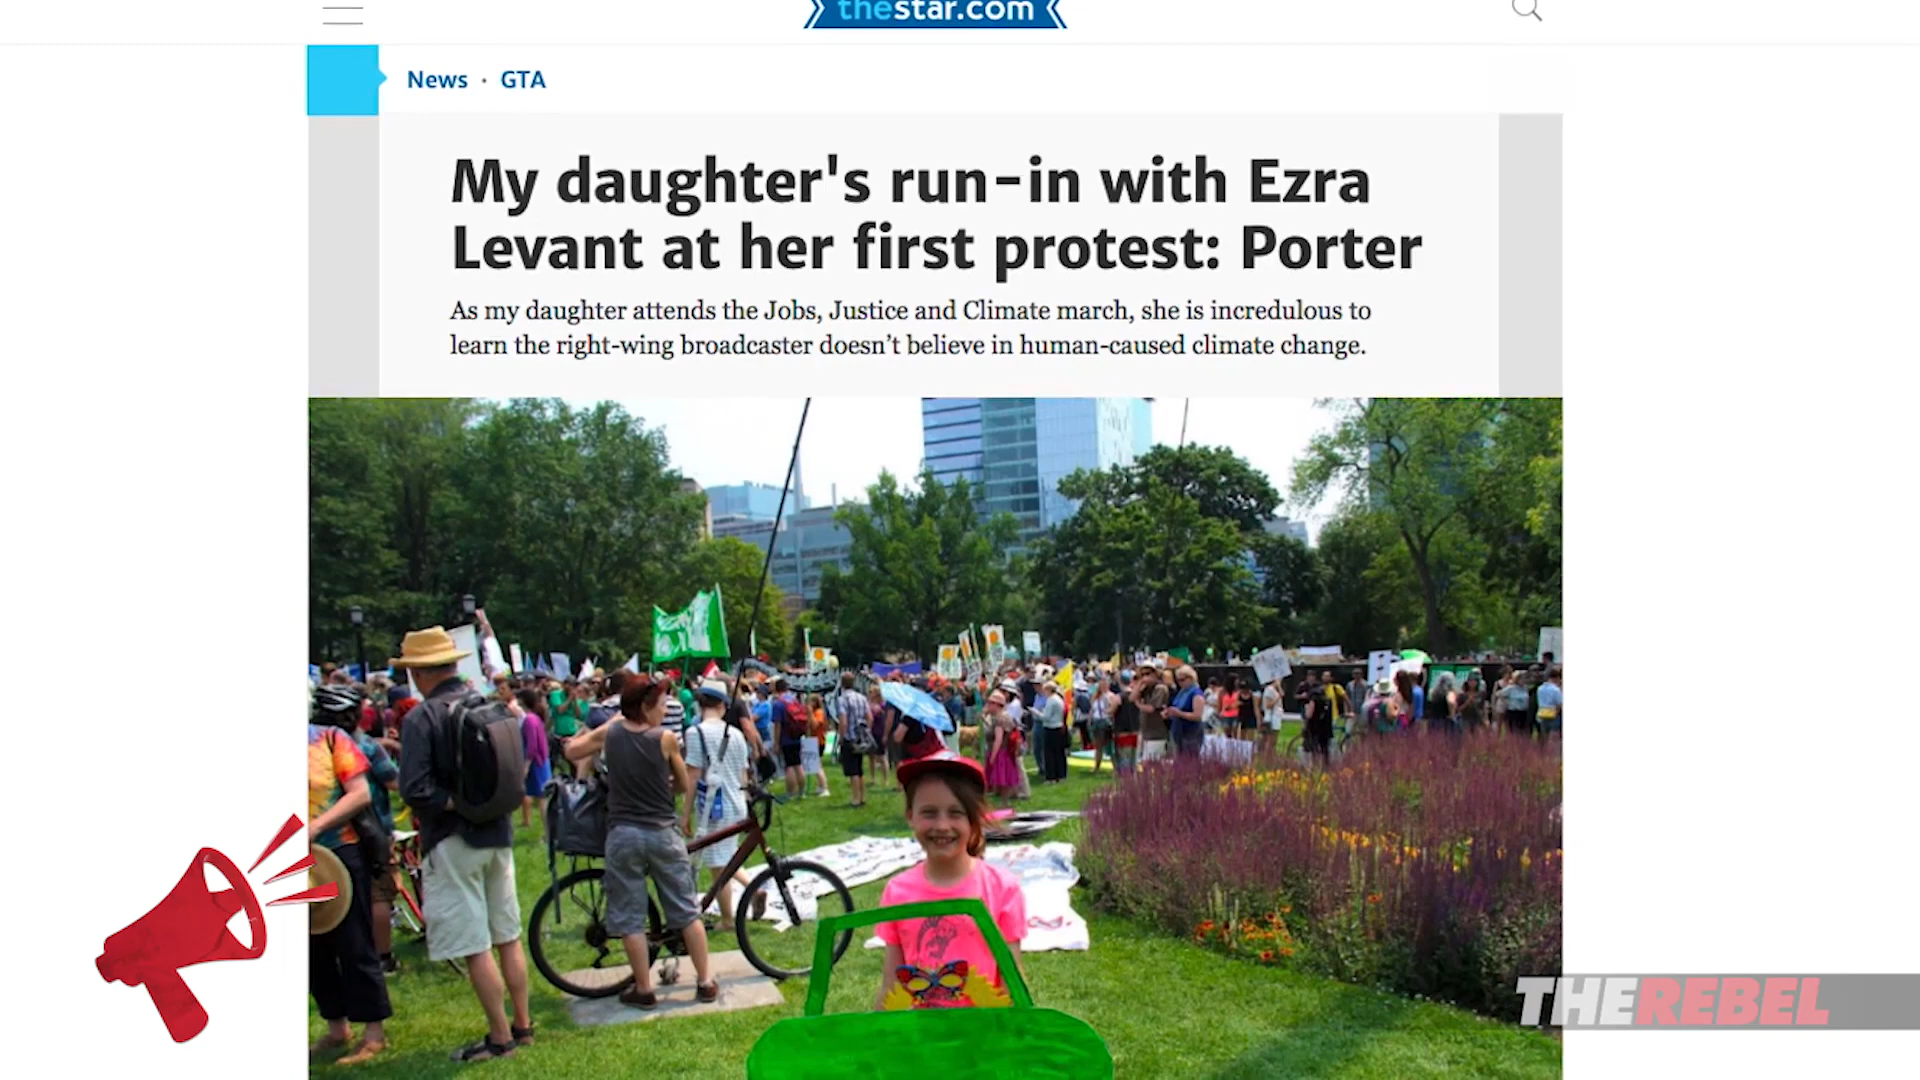 thestar.com
News · GTA
My daughter's run-in with Ezra
Levant at her first protest: Porter
As my daughter attends the Jobs, Justice and Climate march, she is incredulous to
learn the right-wing broadcaster doesn't believe in human-caused climate change.
THEREBEL